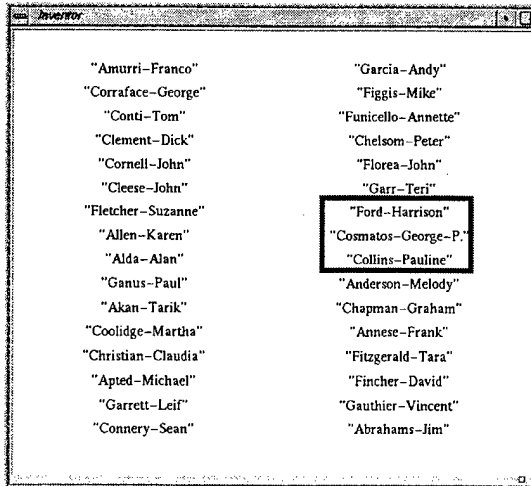 Inventor
"Amurri-Franco"
"Corraface-George"
"Conti-Tom"
"Clement-Dick"
"Cornell-John"
"Cleese-John"
"Fletcher-Suzanne"
"Allen-Karen"
"Alda-Alan"
"Ganus-Paul"
"Akan-Tarik"
"Coolidge-Martha"
"Christian-Claudia"
"Apted-Michael"
"Garrett-Leif"
"Connery-Sean"
"Garcia-Andy"
"Figgis-Mike"
"Funicello-Annette"
"Chelsom-Peter"
"Florea-John"
"Garr-Teri"
"Ford-Harrison"
"Cosmatos-George-P."
"Collins-Pauline"
"Anderson-Melody"
"Chapman-Graham"
"Annese-Frank"
"Fitzgerald-Tara"
"Fincher-David"
"Gauthier-Vincent"
"Abrahams-Jim"